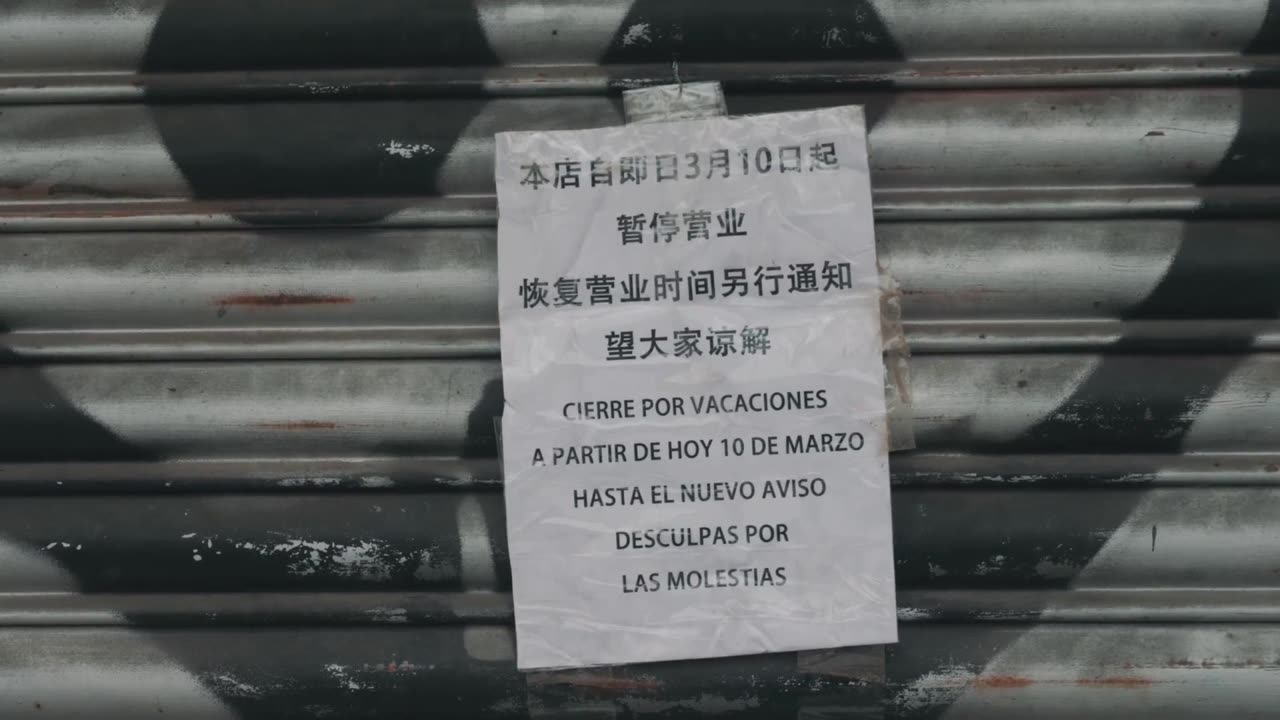 本店自即日3月10日起
暂停营业
恢复营业时间另行通知
望大家谅解
CIERRE POR VACACIONES
A PARTIR DE HOY 10 DE MARZO
HASTA EL NUEVO AVISO
DESCULPAS POR
LAS MOLESTIAS